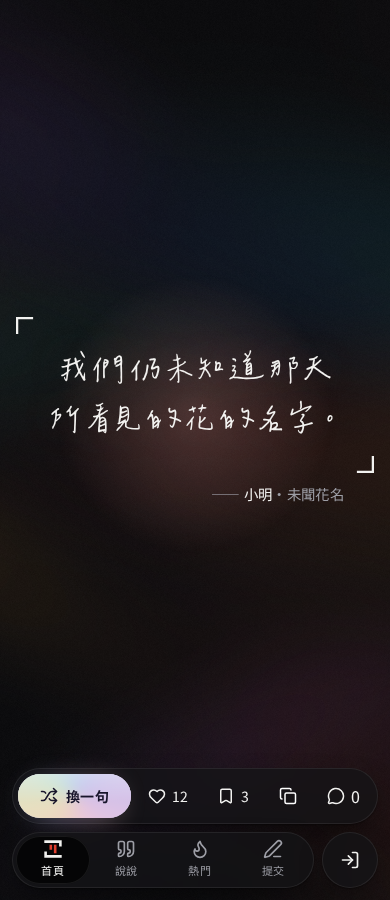 我們仍未知道那天
所看見的花的名字。
—— 小明・未聞花名
換一句
12
3
0
首頁
說說
熱門
提交